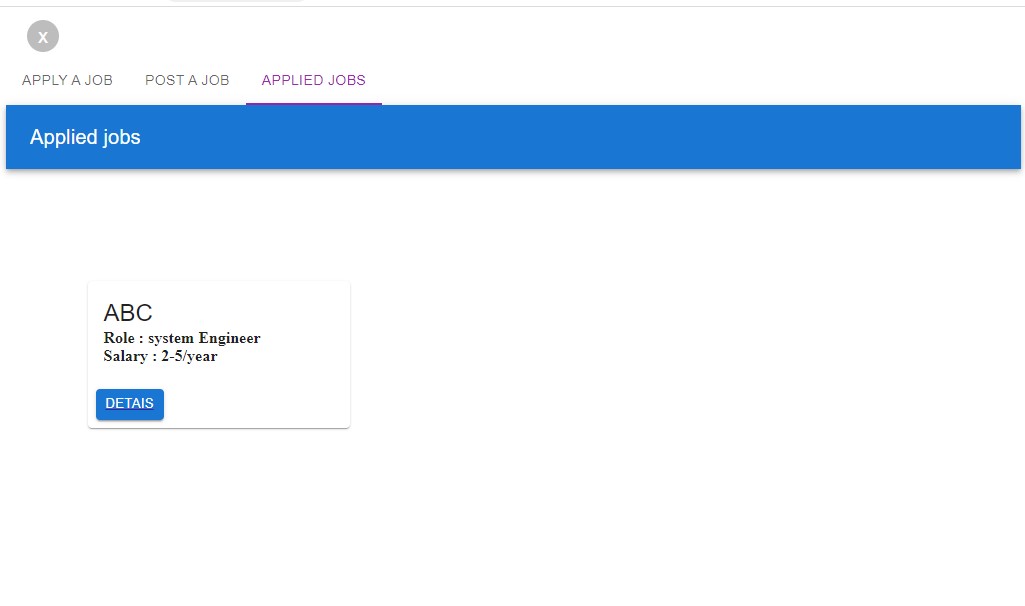 x
APPLY A JOB POST A JOB APPLIED JOBS
Applied jobs
ABC
Role : system Engineer
Salary : 2-5/year
DETAIS